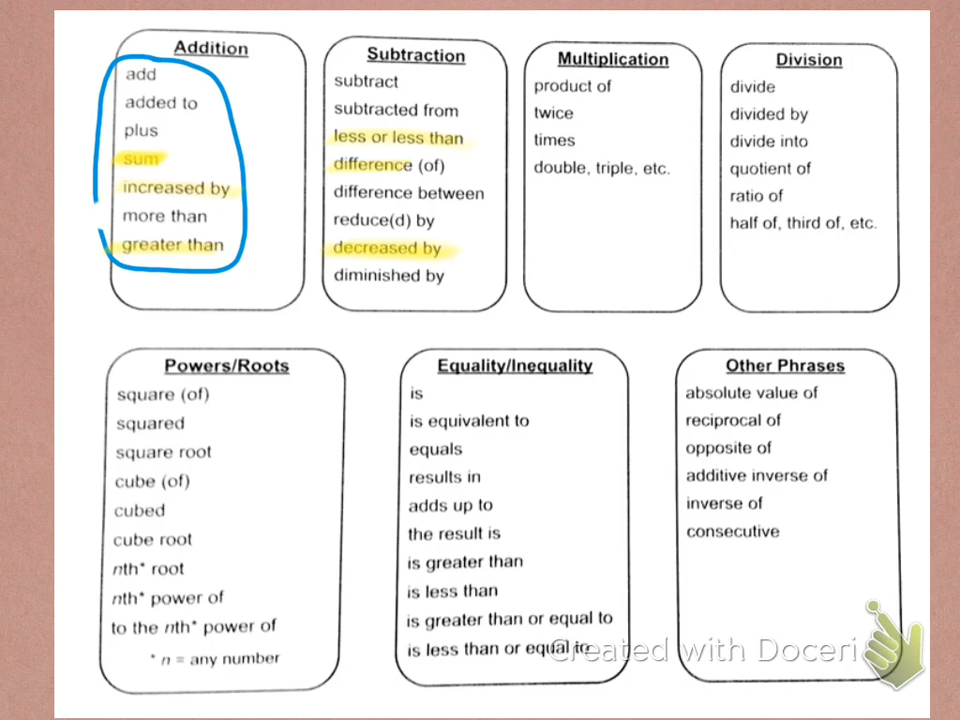 Addition
add
added to
plus
sum
increased by
more than
greater than
Subtraction
subtract
subtracted from
less or less than
difference (of)
difference between
reduce(d) by
decreased by
diminished by
Multiplication
product of
twice
times
double, triple, etc.
Division
divide
divided by
divide into
quotient of
ratio of
half of, third of, etc.
Powers/Roots
square (of)
squared
square root
cube (of)
cubed
cube root
nth* root
nth* power of
to the nth* power of
* n = any number
Equality/Inequality
is
is equivalent to
equals
results in
adds up to
the result is
is greater than
is less than
is greater than or equal to
is less than or equal to
Other Phrases
absolute value of
reciprocal of
opposite of
additive inverse of
inverse of
consecutive
Created with Doceri